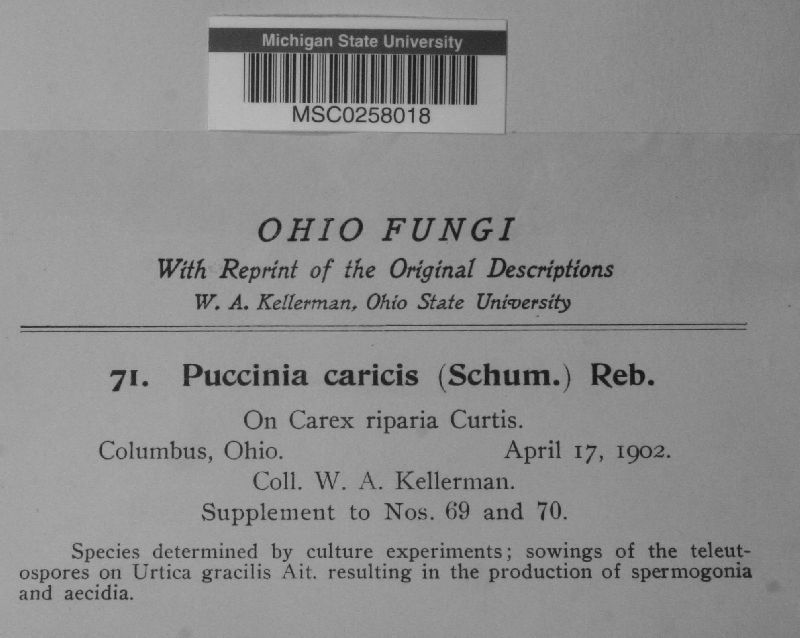 Michigan State University
MSC0258018
OHIO FUNGI
With Reprint of the Original Descriptions
W. A. Kellerman, Ohio State University
71. Puccinia caricis (Schum.) Reb.
On Carex riparia Curtis.
Columbus, Ohio. April 17, 1902.
Coll. W. A. Kellerman.
Supplement to Nos. 69 and 70.
Species determined by culture experiments; sowings of the teleut-
ospores on Urtica gracilis Ait. resulting in the production of spermogonia
and aecidia.